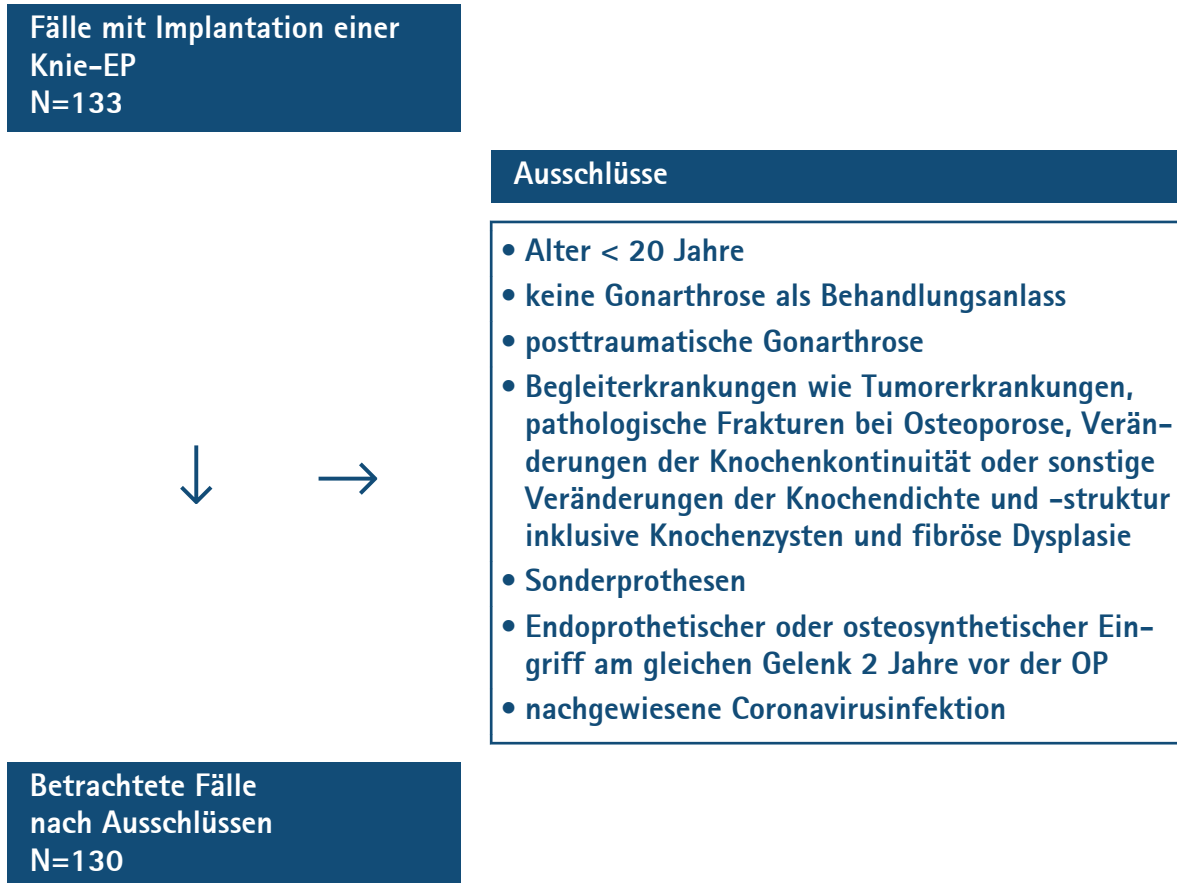 Fälle mit Implantation einer
Knie-EP
N=133
Ausschlüsse
• Alter < 20 Jahre
• keine Gonarthrose als Behandlungsanlass
• posttraumatische Gonarthrose
• Begleiterkrankungen wie Tumorerkrankungen,
pathologische Frakturen bei Osteoporose, Verän-
derungen der Knochenkontinuität oder sonstige
Veränderungen der Knochendichte und -struktur
inklusive Knochenzysten und fibröse Dysplasie
• Sonderprothesen
• Endoprothetischer oder osteosynthetischer Ein-
griff am gleichen Gelenk 2 Jahre vor der OP
• nachgewiesene Coronavirusinfektion
Betrachtete Fälle
nach Ausschlüssen
N=130